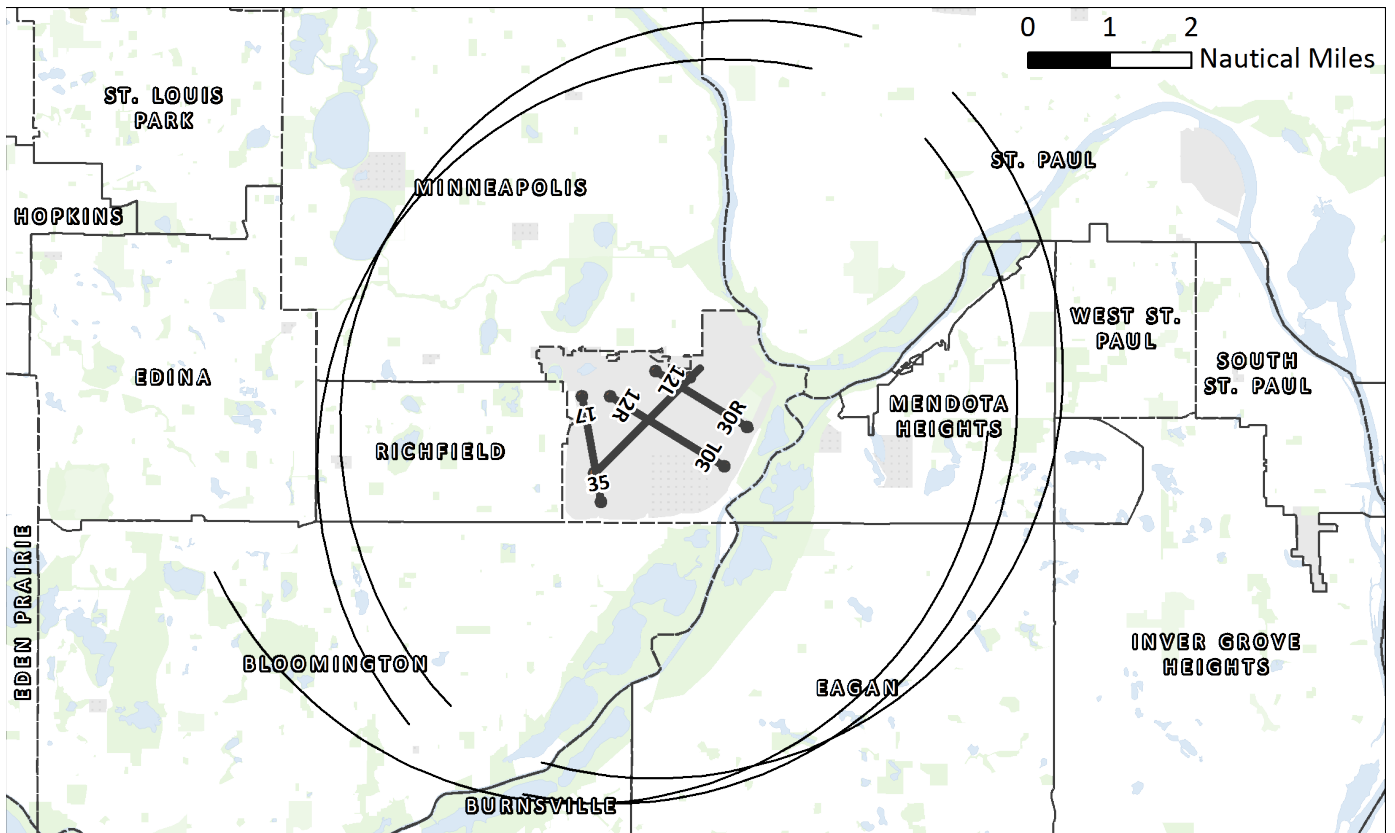 0 1 2
Nautical Miles
ST. LOUIS
PARK
MINNEAPOLIS
ST. PAUL
HOPKINS
WEST ST.
PAUL
SOUTH
ST. PAUL
EDINA
MENDOTA
HEIGHTS
RICHFIELD
12L
12R
17
30R
30L
35
EDEN PRAIRIE
BLOOMINGTON
EAGAN
INVER GROVE
HEIGHTS
BURNSVILLE